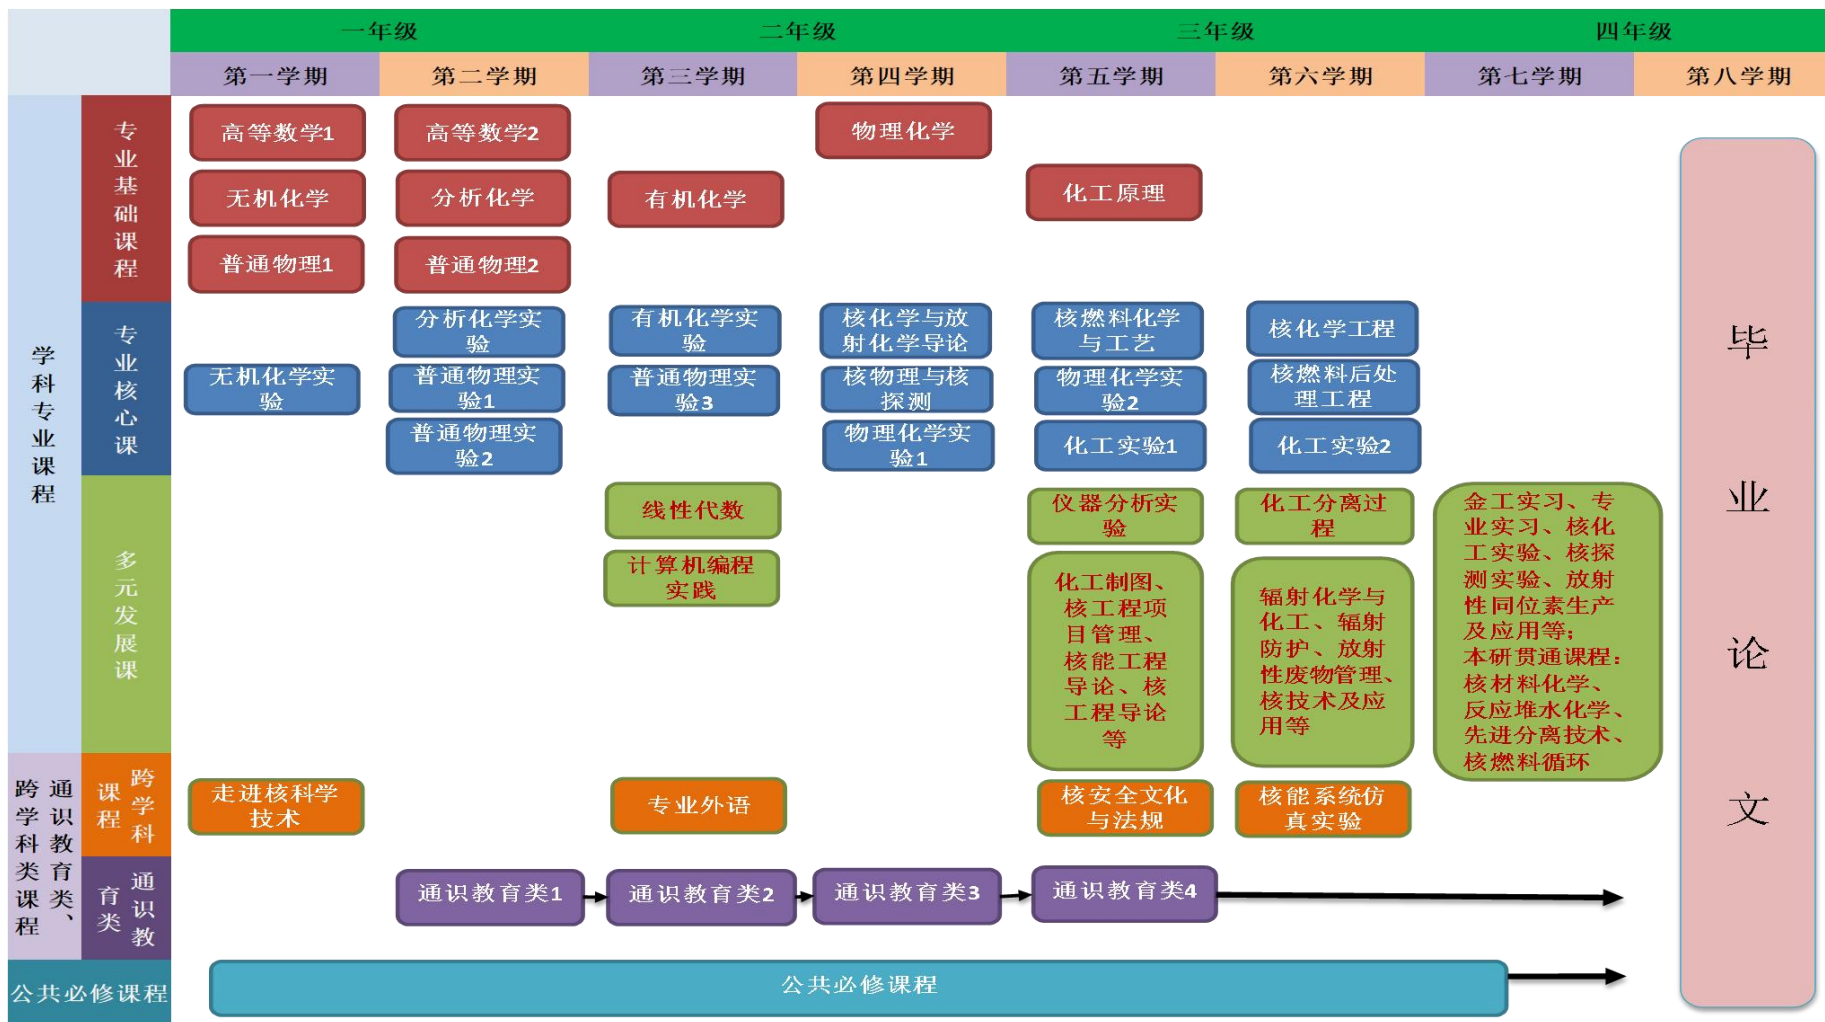 一年级
二年级
三年级
四年级
第一学期
第二学期
第三学期
第四学期
第五学期
第六学期
第七学期
第八学期
学科专业课程
专业基础课程
高等数学1
高等数学2
物理化学
无机化学
分析化学
有机化学
化工原理
普通物理1
普通物理2
专业核心课
分析化学实
验
有机化学实
验
核化学与放
射化学导论
核燃料化学
与工艺
核化学工程
无机化学实
验
普通物理实
验1
普通物理实
验3
核物理与核
探测
物理化学实
验2
核燃料后处
理工程
普通物理实
验2
物理化学实
验1
化工实验1
化工实验2
多元发展课
线性代数
仪器分析实
验
化工分离过
程
计算机编程
实践
化工制图、
核工程项
目管理、
核能工程
导论、核
工程导论
等
辐射化学与
化工、辐射
防护、放射
性废物管理、
核技术及应
用等
金工实习、专
业实习、核化
工实验、核探
测实验、放射
性同位素生产
及应用等；
本研贯通课程：
核材料化学、
反应堆水化学、
先进分离技术、
核燃料循环
毕业论文
通识教育类、
跨学科类课程
跨学科
课程
走进核科学
技术
专业外语
核安全文化
与法规
核能系统仿
真实验
通识教
育类
通识教育类1
通识教育类2
通识教育类3
通识教育类4
公共必修课程
公共必修课程